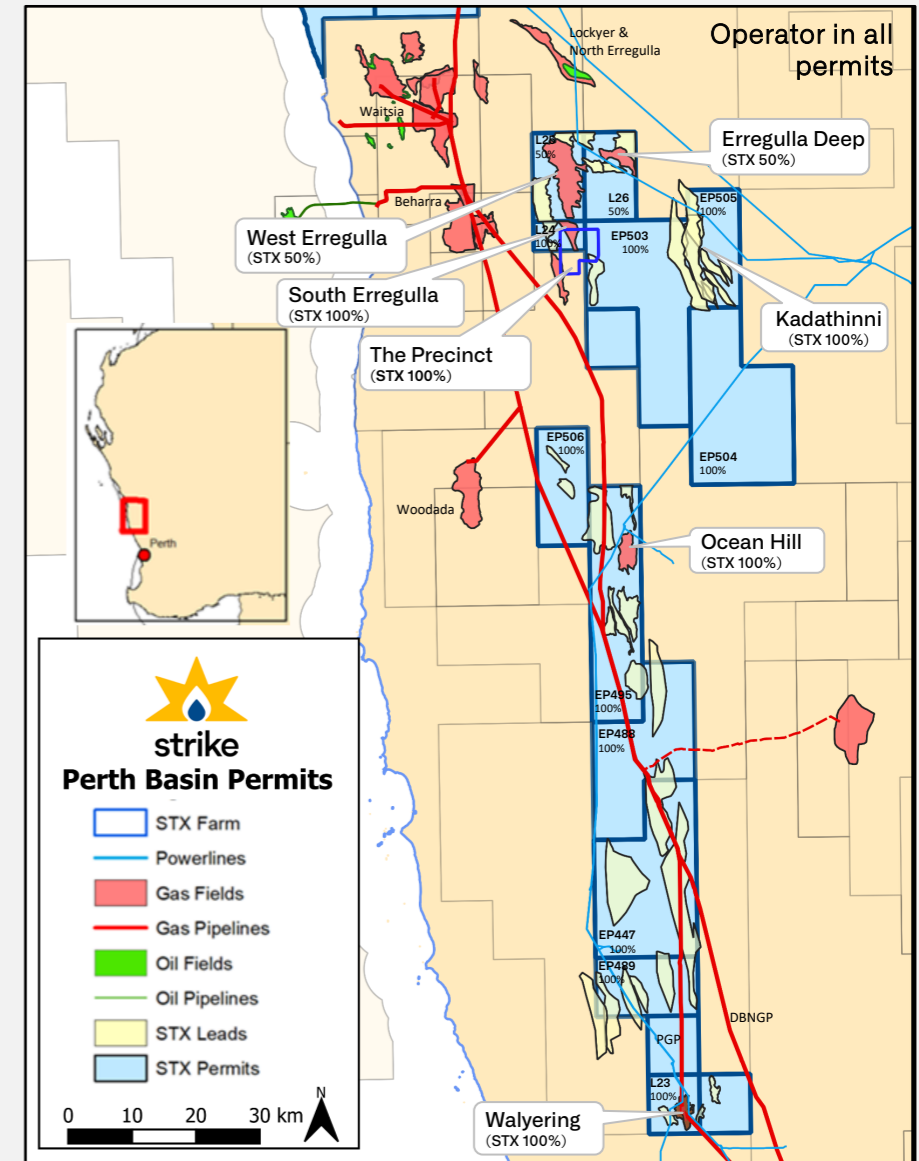 Operator in all
permits
Lockyer &
North Erregulla
Waitsia
Erregulla Deep
(STX 50%)
50%
L26
50%
EP505
100%
Beharra
West Erregulla
(STX 50%)
L24
100%
EP503
100%
South Erregulla
(STX 100%)
Kadathinni
(STX 100%)
The Precinct
(STX 100%)
EP506
100%
EP504
100%
Woodada
Ocean Hill
(STX 100%)
Perth
EP495
100%
EP488
100%
strike
Perth Basin Permits
STX Farm
Powerlines
Gas Fields
Gas Pipelines
Oil Fields
Oil Pipelines
STX Leads
STX Permits
0 10 20 30 km
N
EP447
100%
EP489
100%
DBNGP
PGP
L23
100%
Walyering
(STX 100%)